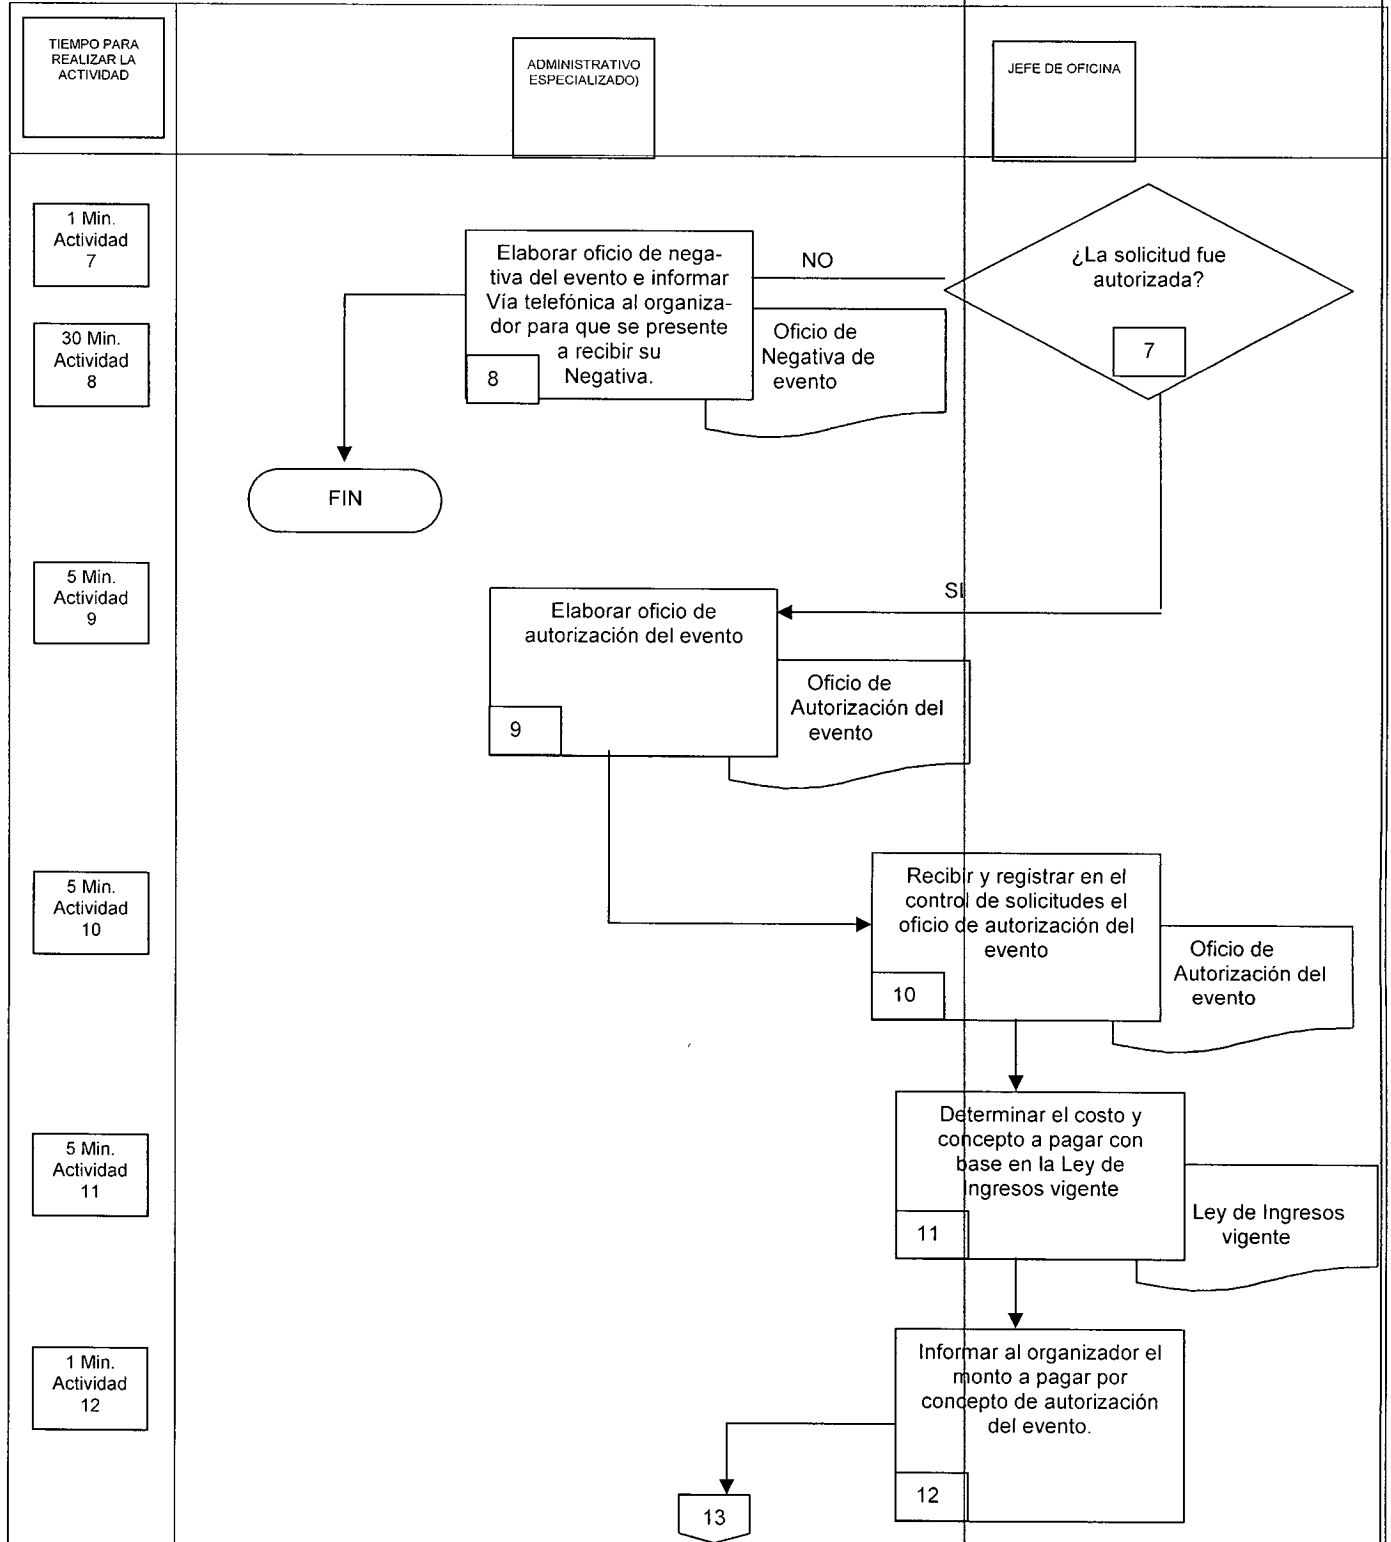 TIEMPO PARA
REALIZAR LA
ACTIVIDAD
ADMINISTRATIVO
ESPECIALIZADO)
JEFE DE OFICINA
1 Min.
Actividad
7
Elaborar oficio de nega-
tiva del evento e informar
Vía telefónica al organiza-
dor para que se presente
a recibir su
Negativa.
8
NO
¿La solicitud fue
autorizada?
7
30 Min.
Actividad
8
Oficio de
Negativa de
evento
FIN
5 Min.
Actividad
9
SI
Elaborar oficio de
autorización del evento
9
Oficio de
Autorización del
evento
5 Min.
Actividad
10
Recibir y registrar en el
control de solicitudes el
oficio de autorización del
evento
10
Oficio de
Autorización del
evento
5 Min.
Actividad
11
Determinar el costo y
concepto a pagar con
base en la Ley de
Ingresos vigente
11
Ley de Ingresos
vigente
1 Min.
Actividad
12
Informar al organizador el
monto a pagar por
concepto de autorización
del evento.
12
13